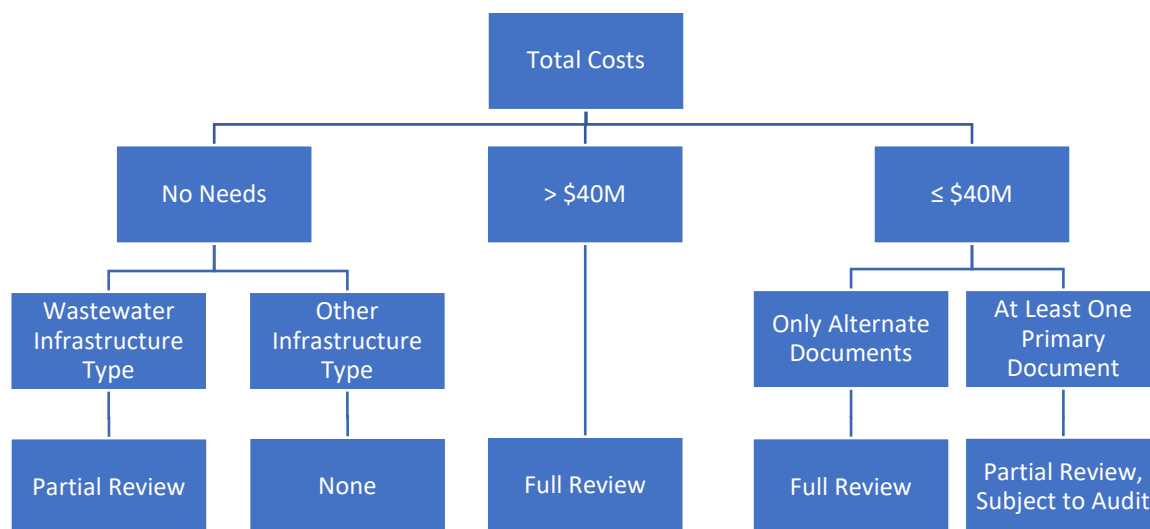 Total Costs
No Needs
> $40M
≤ $40M
Wastewater
Infrastructure
Type
Other
Infrastructure
Type
Only Alternate
Documents
At Least One
Primary
Document
Partial Review
None
Full Review
Full Review
Partial Review,
Subject to Audit